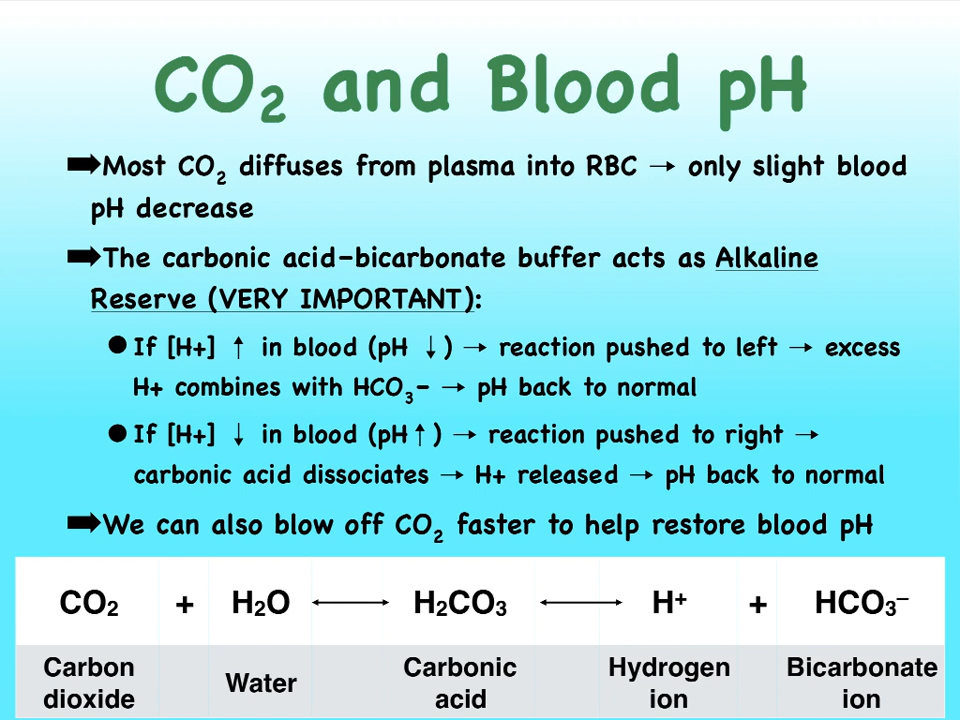 CO₂ and Blood pH
➡Most CO₂ diffuses from plasma into RBC → only slight blood
pH decrease
➡The carbonic acid-bicarbonate buffer acts as Alkaline
Reserve (VERY IMPORTANT):
● If [H+] ↑ in blood (pH ↓) → reaction pushed to left → excess
H+ combines with HCO₃- → pH back to normal
● If [H+] ↓ in blood (pH↑) → reaction pushed to right →
carbonic acid dissociates → H+ released → pH back to normal
➡We can also blow off CO₂ faster to help restore blood pH
CO₂ + H₂O ⟷ H₂CO₃ ⟷ H⁺ + HCO₃⁻
Carbon dioxide Water Carbonic acid Hydrogen ion Bicarbonate ion